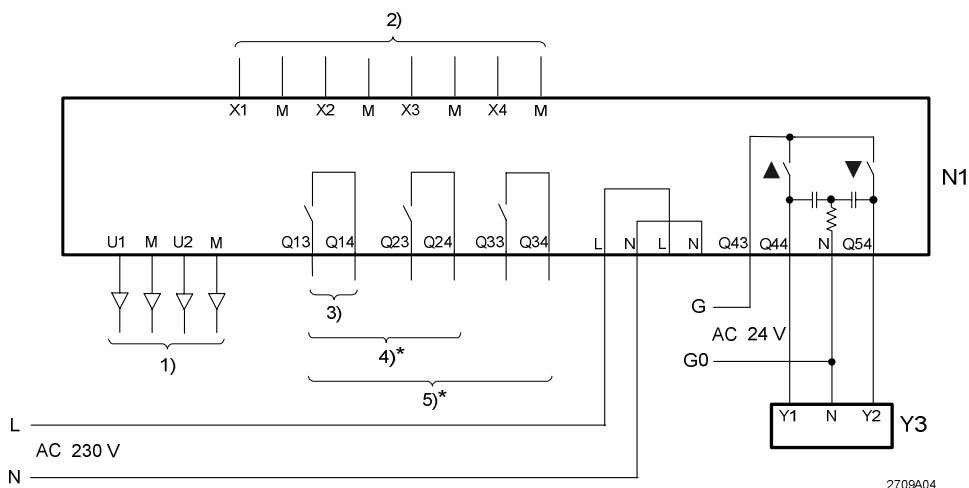 2)
X1 M X2 M X3 M X4 M
N1
U1 M U2 M Q13 Q14 Q23 Q24 Q33 Q34 L N L N Q43 Q44 N Q54
3)
G
AC 24 V
4)*
G0
1)
5)*
Y1 N Y2 Y3
L
AC 230 V
N
2709A04